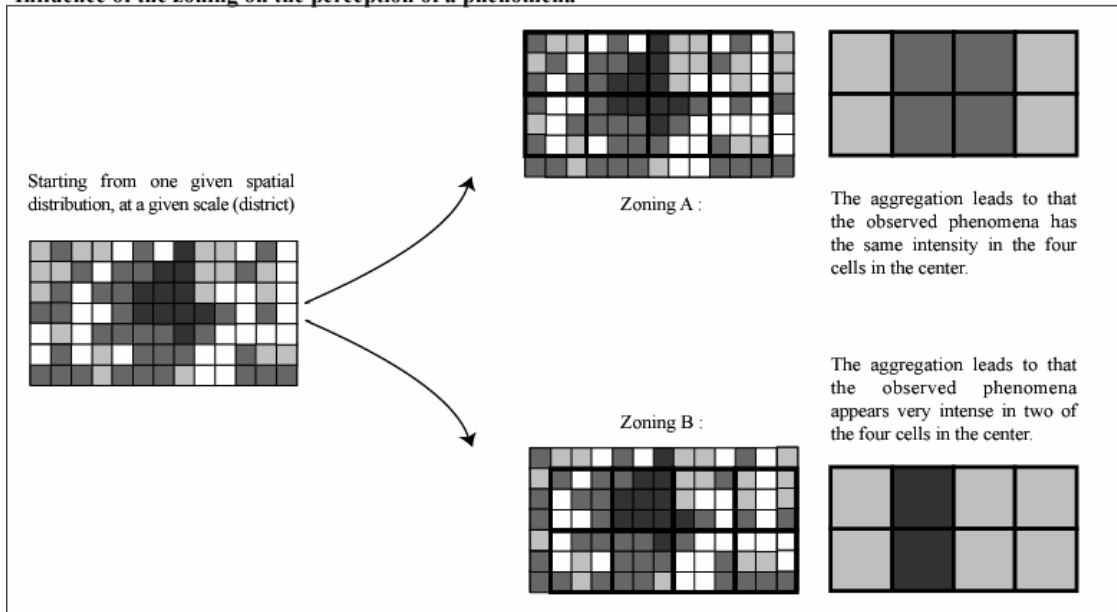 Influence of the zoning on the perception of a phenomena
Starting from one given spatial
distribution, at a given scale (district)
Zoning A :
The aggregation leads to that
the observed phenomena has
the same intensity in the four
cells in the center.
Zoning B :
The aggregation leads to that
the observed phenomena
appears very intense in two of
the four cells in the center.